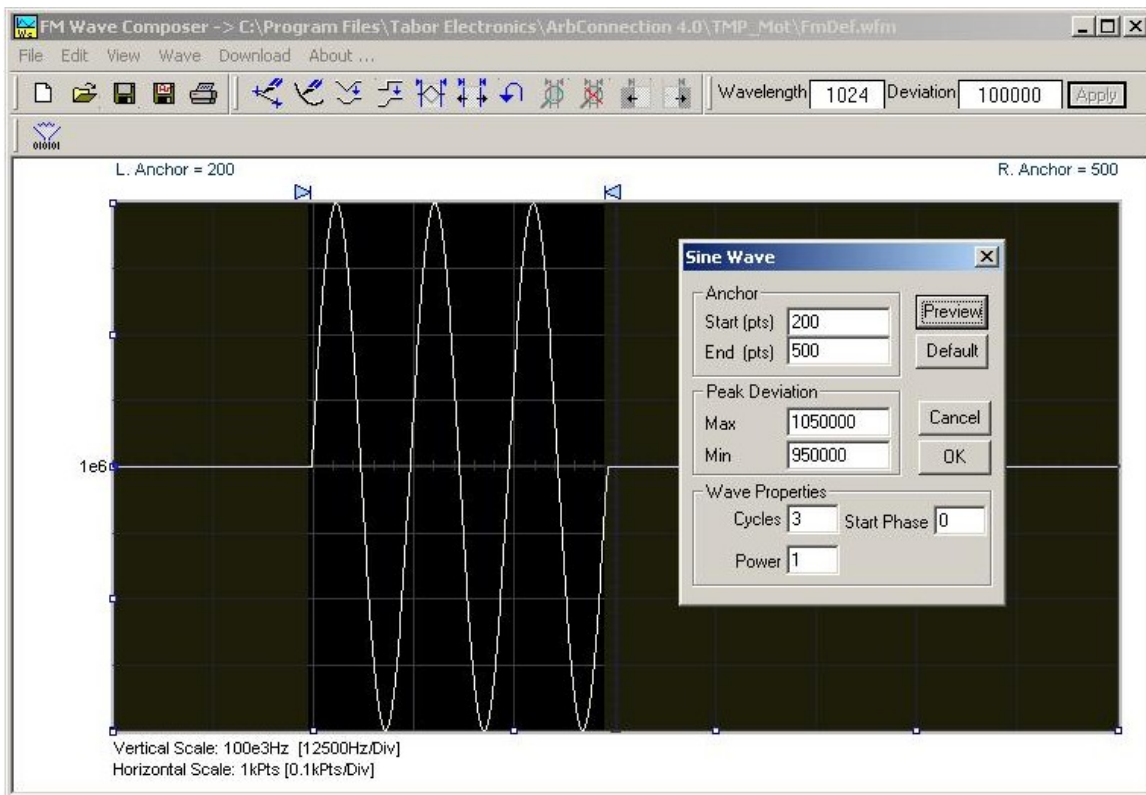 FM Wave Composer -> C:\Program Files\Tabor Electronics\ArbConnection 4.0\TMP_Mot\FmDef.wfm
File Edit View Wave Download About ...
Wavelength 1024 Deviation 100000 Apply
010101
L. Anchor = 200
R. Anchor = 500
1e6
Sine Wave
Anchor
Start (pts) 200
End (pts) 500
Preview
Default
Peak Deviation
Max 1050000
Min 950000
Cancel
OK
Wave Properties
Cycles 3 Start Phase 0
Power 1
Vertical Scale: 100e3Hz [12500Hz/Div]
Horizontal Scale: 1kPts [0.1kPts/Div]